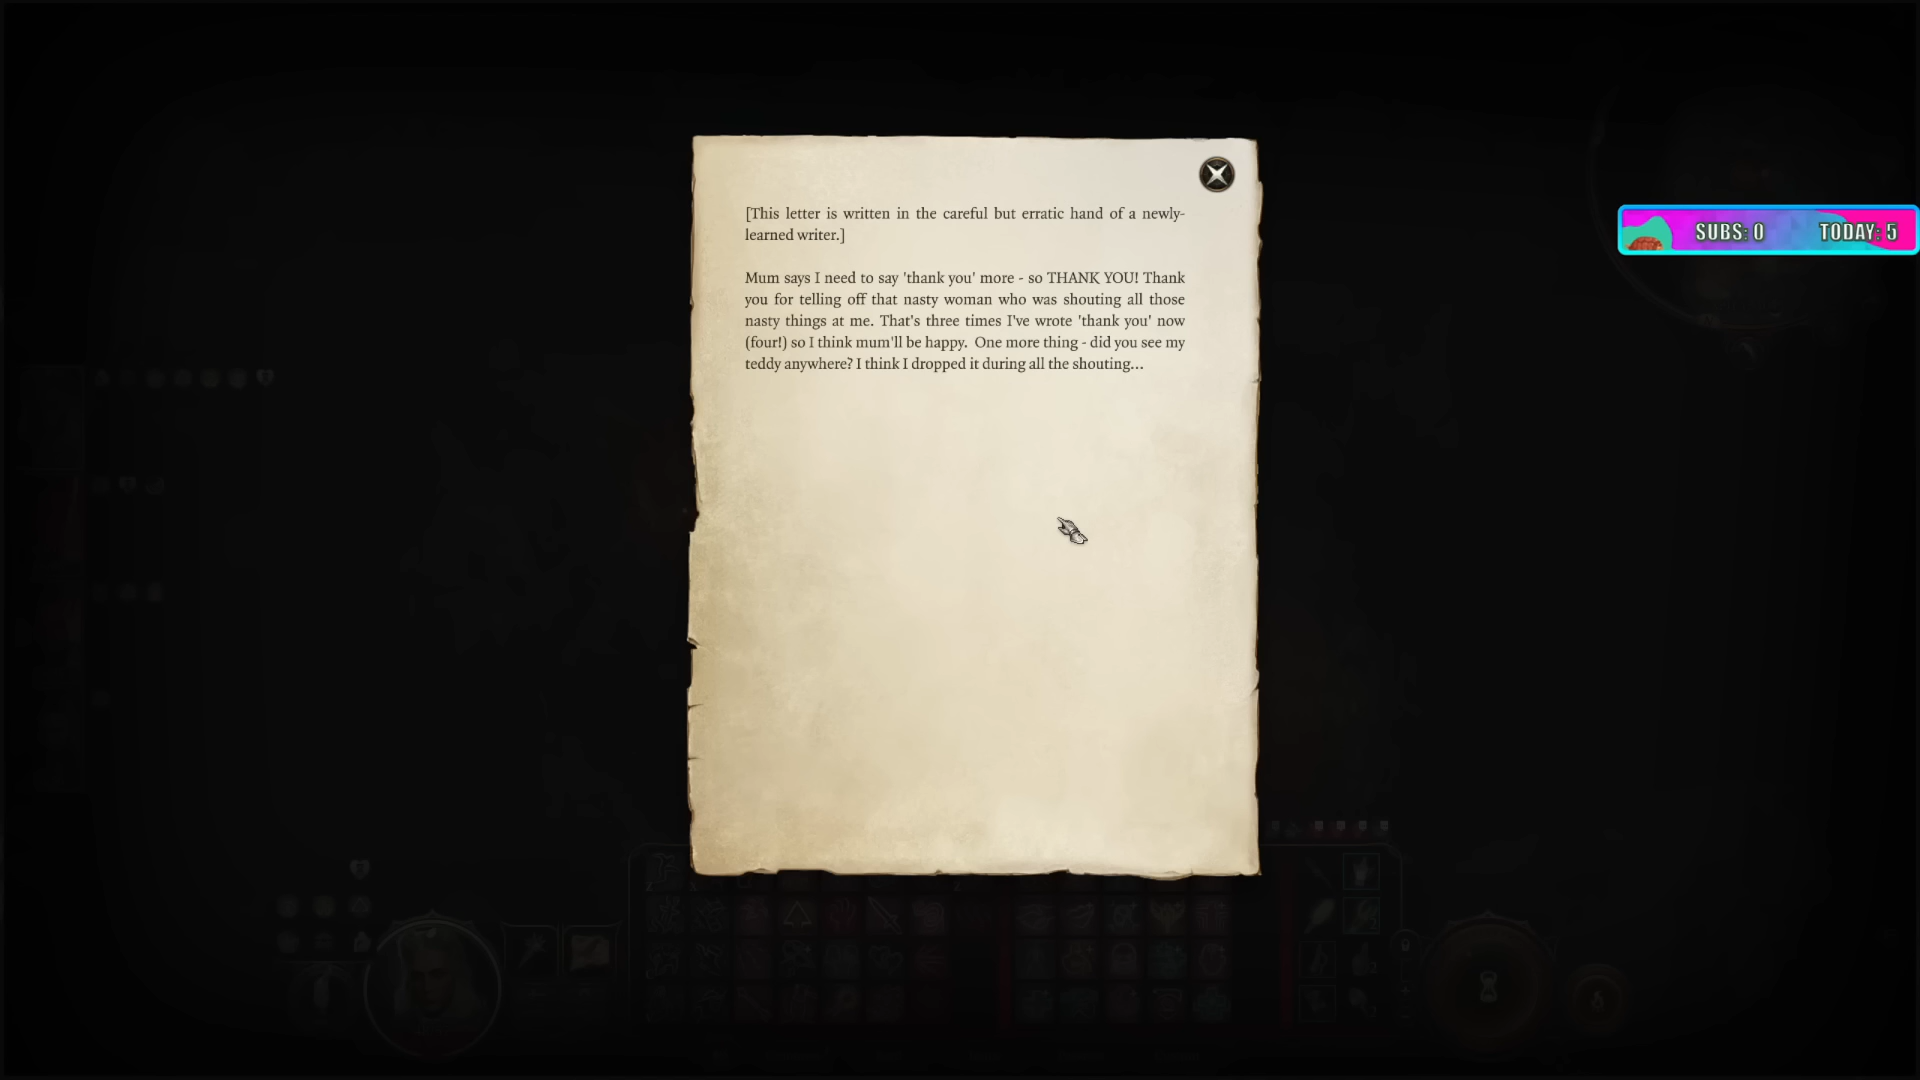 [This letter is written in the careful but erratic hand of a newly-
learned writer.]
Mum says I need to say 'thank you' more - so THANK YOU! Thank
you for telling off that nasty woman who was shouting all those
nasty things at me. That's three times I've wrote 'thank you' now
(four!) so I think mum'll be happy. One more thing - did you see my
teddy anywhere? I think I dropped it during all the shouting...
SUBS: 0 TODAY: 5